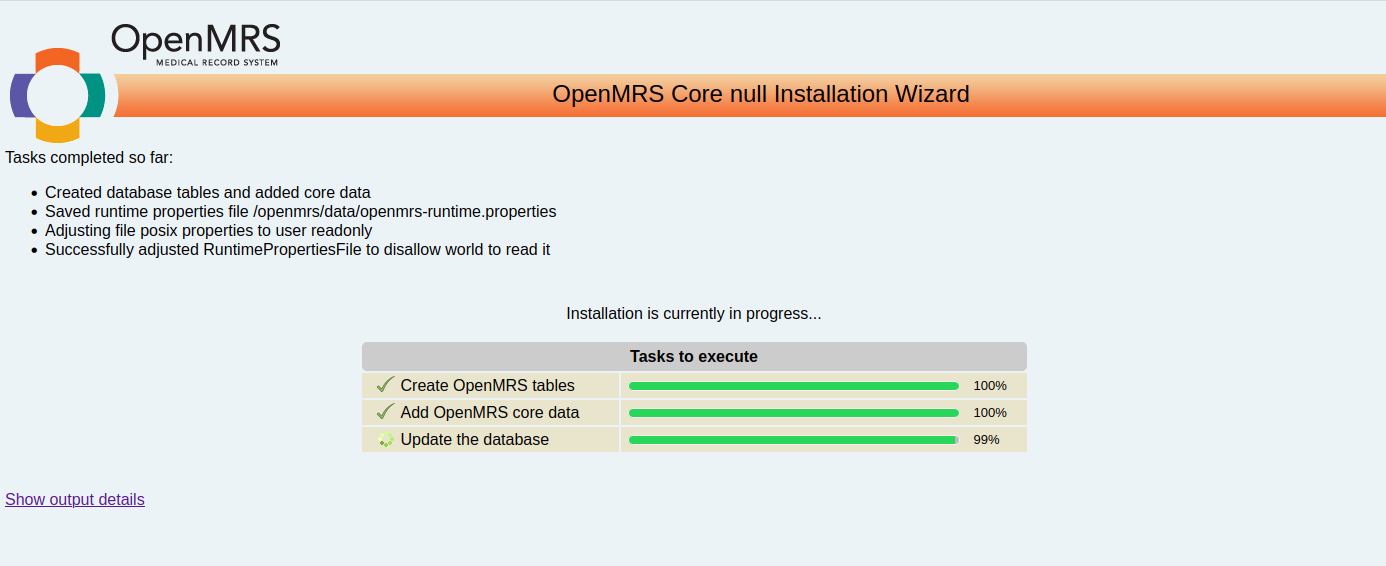 OpenMRS
MEDICAL RECORD SYSTEM
OpenMRS Core null Installation Wizard
Tasks completed so far:
Created database tables and added core data
Saved runtime properties file /openmrs/data/openmrs-runtime.properties
Adjusting file posix properties to user readonly
Successfully adjusted RuntimePropertiesFile to disallow world to read it
Installation is currently in progress...
Tasks to execute
Create OpenMRS tables 100%
Add OpenMRS core data 100%
Update the database 99%
Show output details